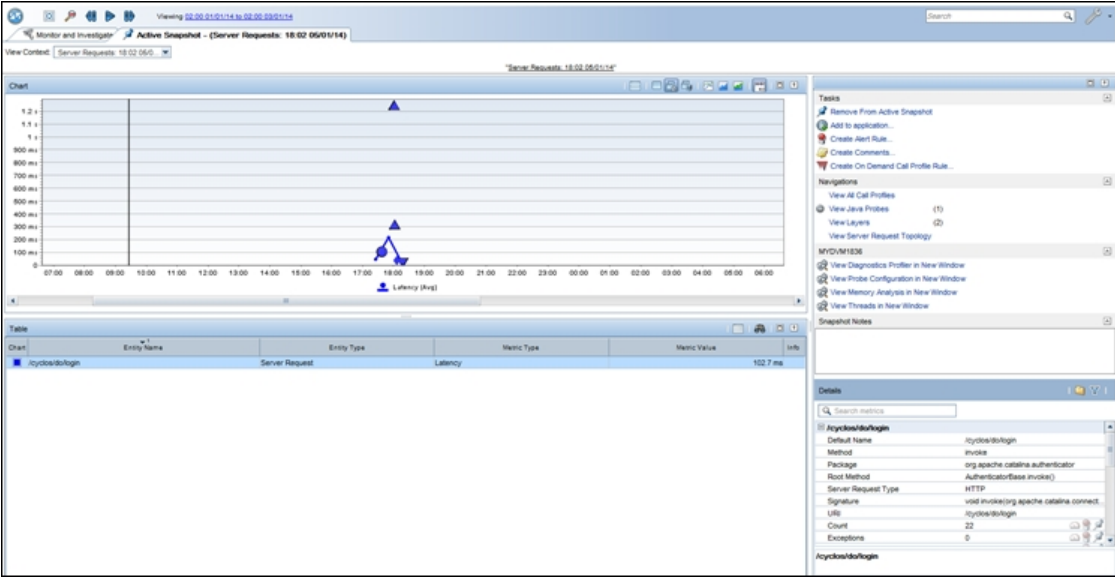 Viewing 02:00 01/01/14 to 02:00 03/01/14
Search
Monitor and Investigate
Active Snapshot - (Server Requests: 18:02 05/01/14)
View Context: Server Requests: 18:02 05/0...
"Server Requests: 18:02 05/01/14"
Chart
1.2 s
1.1 s
1 s
900 ms
800 ms
700 ms
600 ms
500 ms
400 ms
300 ms
200 ms
100 ms
0
07:00 08:00 09:00 10:00 11:00 12:00 13:00 14:00 15:00 16:00 17:00 18:00 19:00 20:00 21:00 22:00 23:00 00:00 01:00 02:00 03:00 04:00 05:00 06:00
Latency (Avg)
Table
Chart Entity Name Entity Type Metric Type Metric Value Info
/cyclos/do/login Server Request Latency 102.7 ms
Tasks
Remove From Active Snapshot
Add to application...
Create Alert Rule...
Create Comments...
Create On Demand Call Profile Rule...
Navigations
View All Call Profiles
View Java Probes (1)
View Layers (2)
View Server Request Topology
MYDVM1836
View Diagnostics Profiler in New Window
View Probe Configuration in New Window
View Memory Analysis in New Window
View Threads in New Window
Snapshot Notes
Details
Search metrics
/cyclos/do/login
Default Name /cyclos/do/login
Method invoke
Package org.apache.catalina.authenticator
Root Method AuthenticatorBase.invoke()
Server Request Type HTTP
Signature void invoke(org.apache.catalina.connect...
URI /cyclos/do/login
Count 22
Exceptions 0
/cyclos/do/login